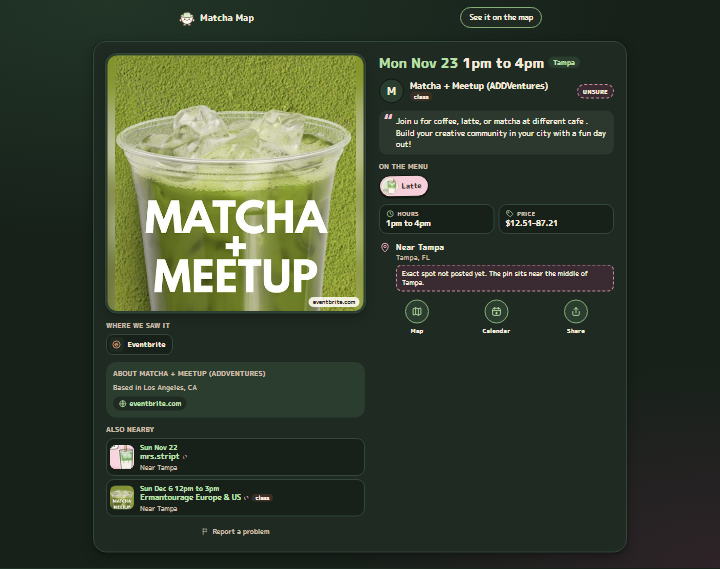 Matcha Map
See it on the map
MATCHA
+
MEETUP
eventbrite.com
WHERE WE SAW IT
Eventbrite
ABOUT MATCHA + MEETUP (ADDVENTURES)
Based in Los Angeles, CA
eventbrite.com
ALSO NEARBY
Sun Nov 22
mrs.stript
Near Tampa
MATCHA
+
MEETUP
Sun Dec 6 12pm to 3pm
Ermantourage Europe & US class
Near Tampa
Report a problem
Mon Nov 23 1pm to 4pm Tampa
M
Matcha + Meetup (ADDVentures)
class
UNSURE
“
Join u for coffee, latte, or matcha at different cafe .
Build your creative community in your city with a fun day
out!
ON THE MENU
Latte
HOURS
1pm to 4pm
PRICE
$12.51-87.21
Near Tampa
Tampa, FL
Exact spot not posted yet. The pin sits near the middle of
Tampa.
Map
Calendar
Share